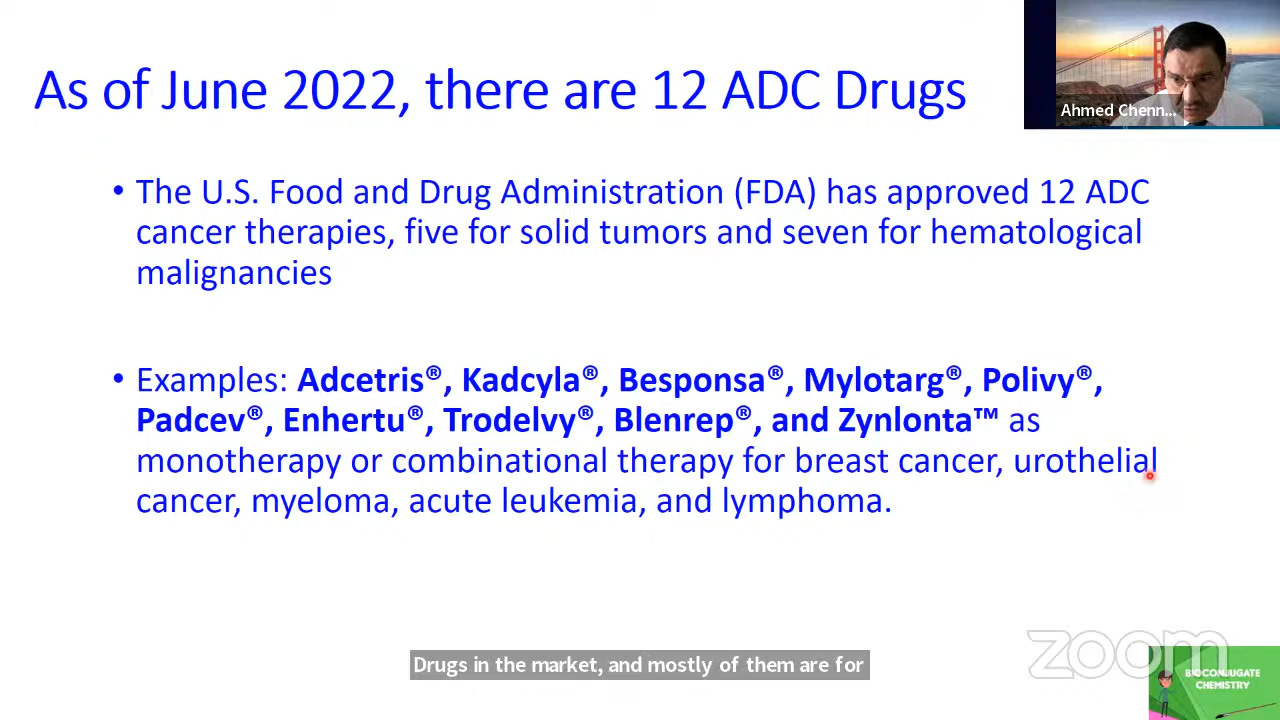 As of June 2022, there are 12 ADC Drugs
Ahmed Chenn...
• The U.S. Food and Drug Administration (FDA) has approved 12 ADC
cancer therapies, five for solid tumors and seven for hematological
malignancies
• Examples: Adcetris®, Kadcyla®, Besponsa®, Mylotarg®, Polivy®,
Padcev®, Enhertu®, Trodelvy®, Blenrep®, and Zynlonta™ as
monotherapy or combinational therapy for breast cancer, urothelial
cancer, myeloma, acute leukemia, and lymphoma.
Drugs in the market, and mostly of them are for
zoom
BIOCONJUGATE
CHEMISTRY